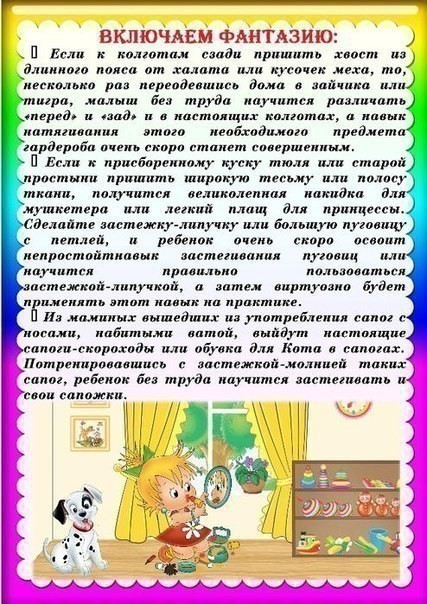 ВКЛЮЧАЕМ ФАНТАЗИЮ:
Если к колготам сзади пришить хвост из
длинного пояса от халата или кусочек меха, то,
несколько раз переодевшись дома в зайчика или
тигра, малыш без труда научится различать
«перед» и «зад» и в настоящих колготах, а навык
натягивания этого необходимого предмета
гардероба очень скоро станет совершенным.
Если к присборенному куску тюля или старой
простыни пришить широкую тесьму или полосу
ткани, получится великолепная накидка для
мушкетера или легкий плащ для принцессы.
Сделайте застежку-липучку или большую пуговицу
с петлей, и ребенок очень скоро освоит
непростойтнавык застегивания пуговиц или
научится правильно пользоваться
застежкой-липучкой, а затем виртуозно будет
применять этот навык на практике.
Из маминых вышедших из употребления сапог с
носами, набитыми ватой, выйдут настоящие
сапоги-скороходы или обувка для Кота в сапогах.
Потренировавшись с застежкой-молнией таких
сапог, ребенок без труда научится застегивать и
свои сапожки.